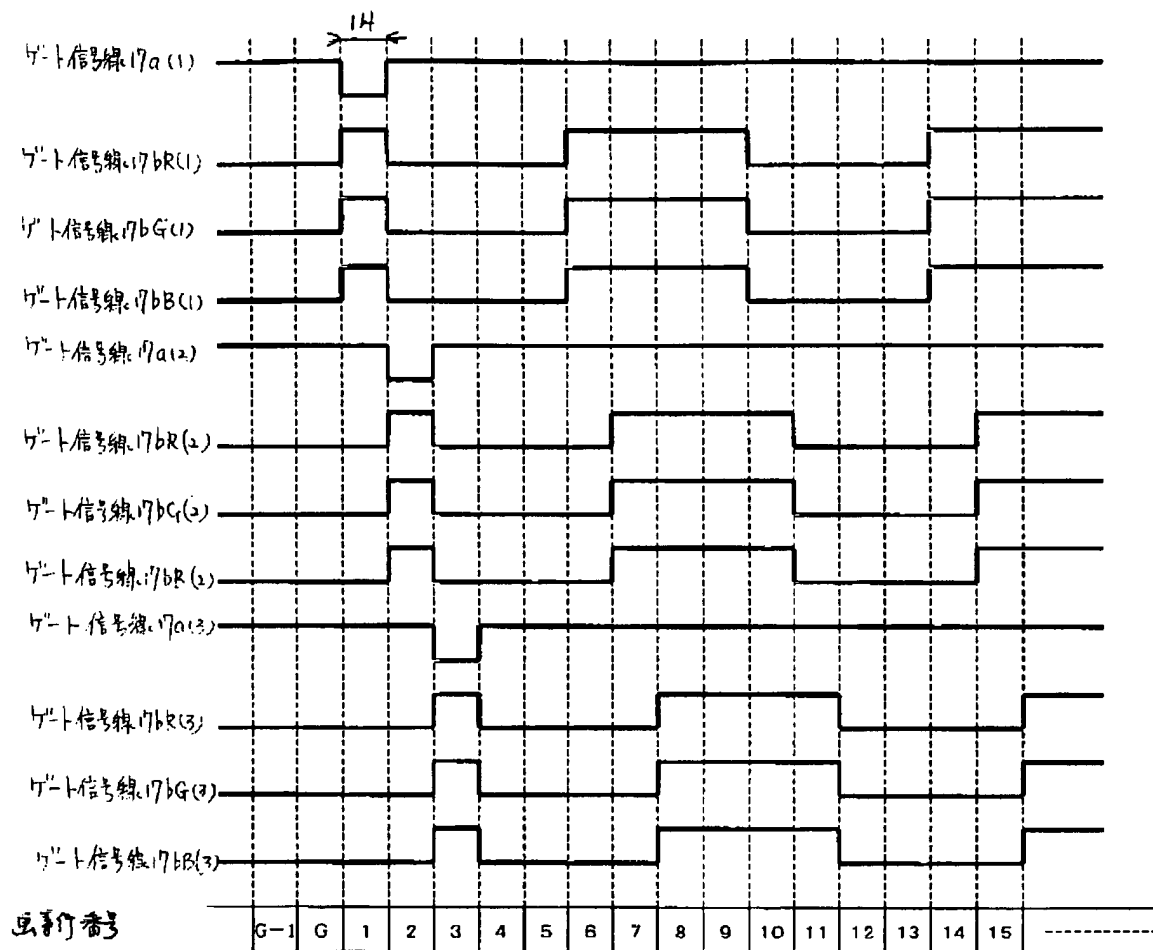 1H
ゲート信号線17a(1)
ゲート信号線17bR(1)
ゲート信号線17bG(1)
ゲート信号線17bB(1)
ゲート信号線17a(2)
ゲート信号線17bR(2)
ゲート信号線17bG(2)
ゲート信号線17bR(2)
ゲート信号線17a(3)
ゲート信号線17bR(3)
ゲート信号線17bG(3)
ゲート信号線17bB(3)
画素行番号 G-1 G 1 2 3 4 5 6 7 8 9 10 11 12 13 14 15